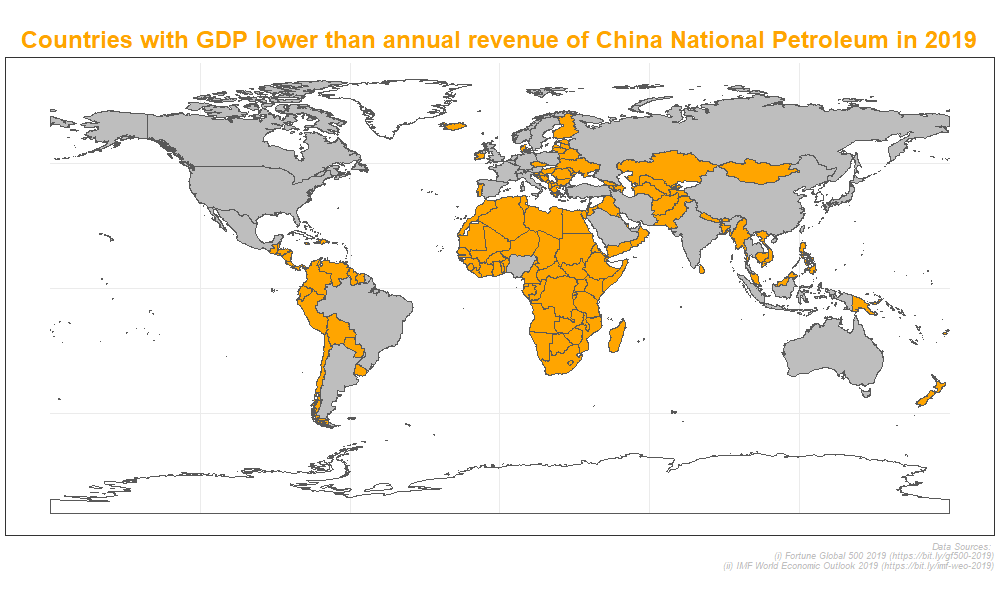 Countries with GDP lower than annual revenue of China National Petroleum in 2019
Data Sources:
(i) Fortune Global 500 2019 (https://bit.ly/gf500-2019)
(ii) IMF World Economic Outlook 2019 (https://bit.ly/imf-weo-2019)